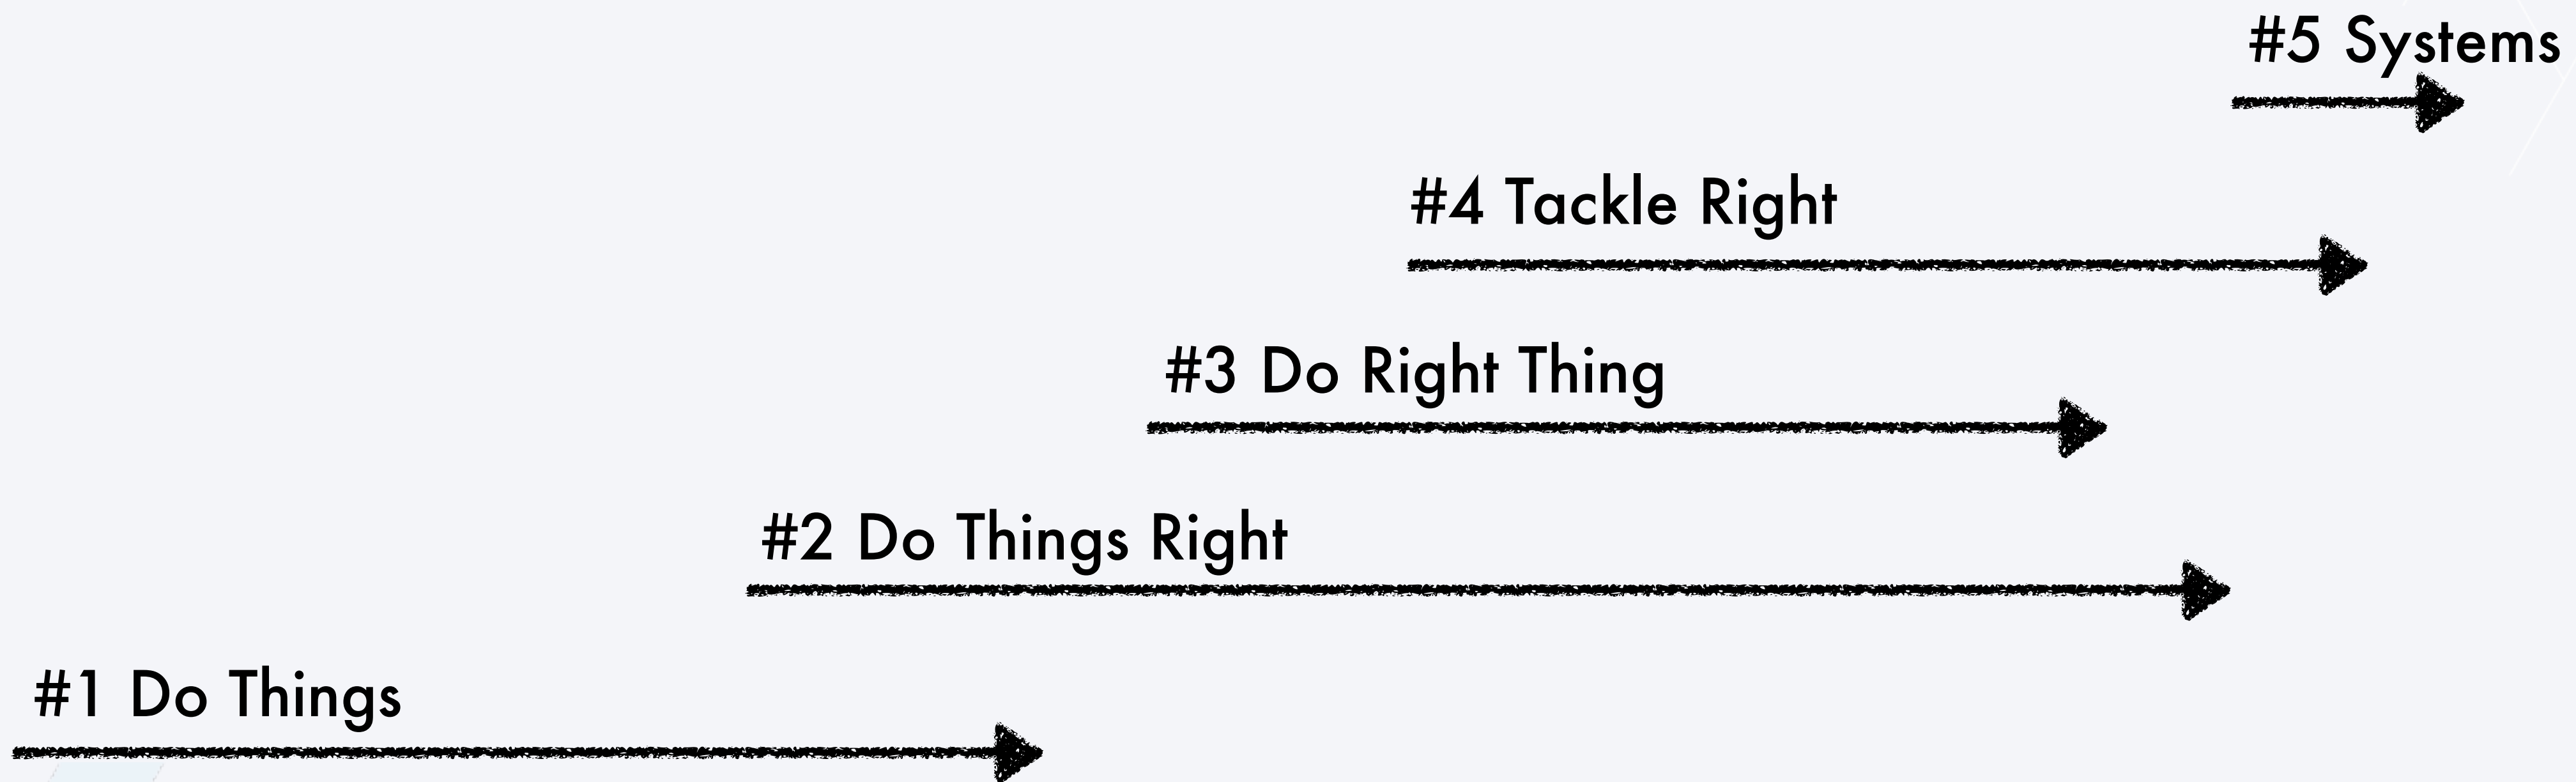 #5 Systems
#4 Tackle Right
#3 Do Right Thing
#2 Do Things Right
#1 Do Things